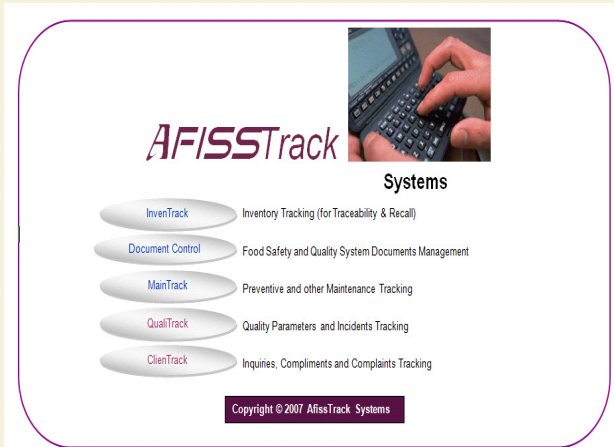 AFISSTrack
Systems
InvenTrack Inventory Tracking (for Traceability & Recall)
Document Control Food Safety and Quality System Documents Management
MainTrack Preventive and other Maintenance Tracking
QualiTrack Quality Parameters and Incidents Tracking
ClienTrack Inquiries, Compliments and Complaints Tracking
Copyright © 2007 AfissTrack Systems